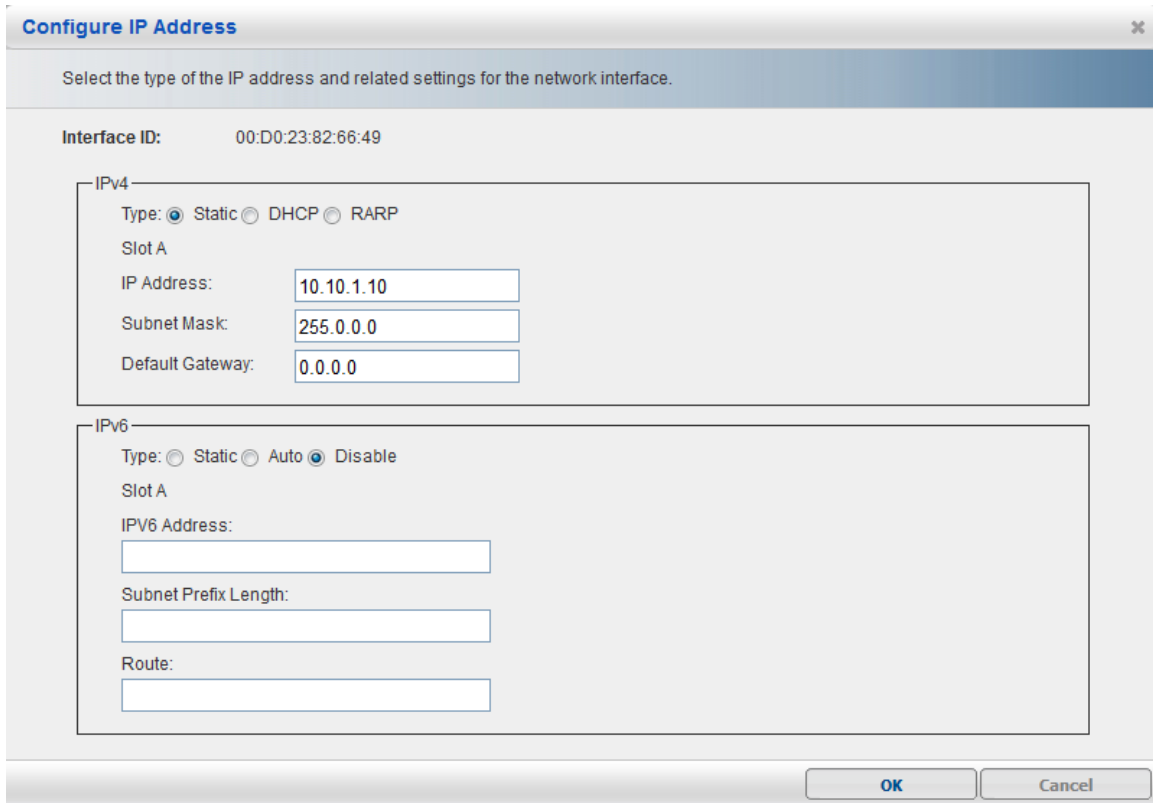 Configure IP Address
Select the type of the IP address and related settings for the network interface.
Interface ID: 00:D0:23:82:66:49
IPv4
Type: Static DHCP RARP
Slot A
IP Address: 10.10.1.10
Subnet Mask: 255.0.0.0
Default Gateway: 0.0.0.0
IPv6
Type: Static Auto Disable
Slot A
IPV6 Address:
Subnet Prefix Length:
Route:
OK Cancel